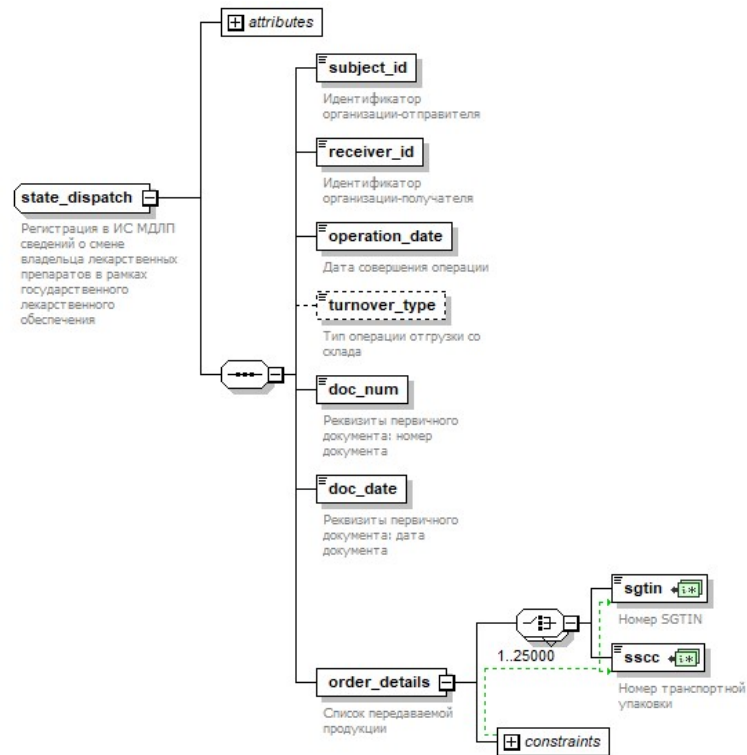 attributes
subject_id
Идентификатор
организации-отправителя
receiver_id
Идентификатор
организации-получателя
state_dispatch
Регистрация в ИС МДЛП
сведений о смене
владельца лекарственных
препаратов в рамках
государственного
лекарственного
обеспечения
operation_date
Дата совершения операции
turnover_type
Тип операции отгрузки со
склада
doc_num
Реквизиты первичного
документа: номер
документа
doc_date
Реквизиты первичного
документа: дата
документа
order_details
Список передаваемой
продукции
1..25000
sgtin
Номер SGTIN
sscc
Номер транспортной
упаковки
constraints